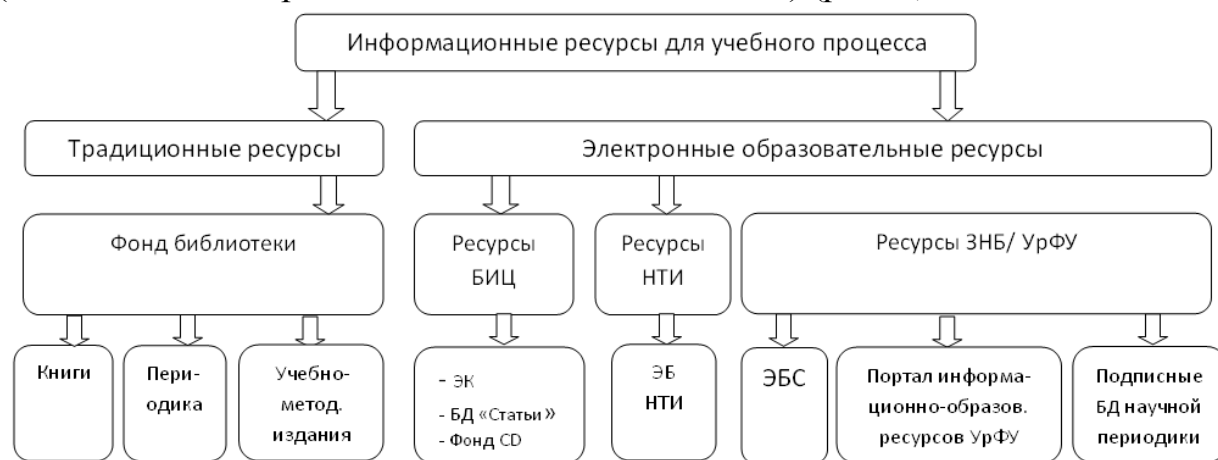 Информационные ресурсы для учебного процесса
Традиционные ресурсы
Электронные образовательные ресурсы
Фонд библиотеки
Ресурсы
БИЦ
Ресурсы
НТИ
Ресурсы ЗНБ/ УрФУ
Книги
Пери-
одика
Учебно-
метод.
издания
- ЭК
- БД «Статьи»
- Фонд CD
ЭБ
НТИ
ЭБС
Портал информа-
ционно-образов.
ресурсов УрФУ
Подписные
БД научной
периодики